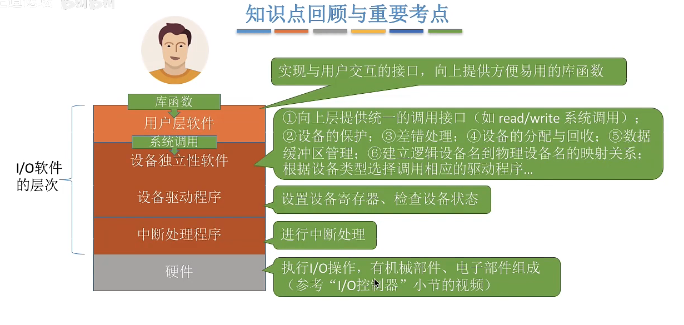 知识点回顾与重要考点
实现与用户交互的接口，向上提供方便易用的库函数
库函数
用户层软件
系统调用
①向上层提供统一的调用接口（如 read/write 系统调用）；
②设备的保护；③差错处理；④设备的分配与回收；⑤数据
缓冲区管理；⑥建立逻辑设备名到物理设备名的映射关系；
根据设备类型选择调用相应的驱动程序...
设备独立性软件
I/O软件
的层次
设备驱动程序
设置设备寄存器、检查设备状态
中断处理程序
进行中断处理
硬件
执行I/O操作，有机械部件、电子部件组成
（参考“I/O控制器”小节的视频）